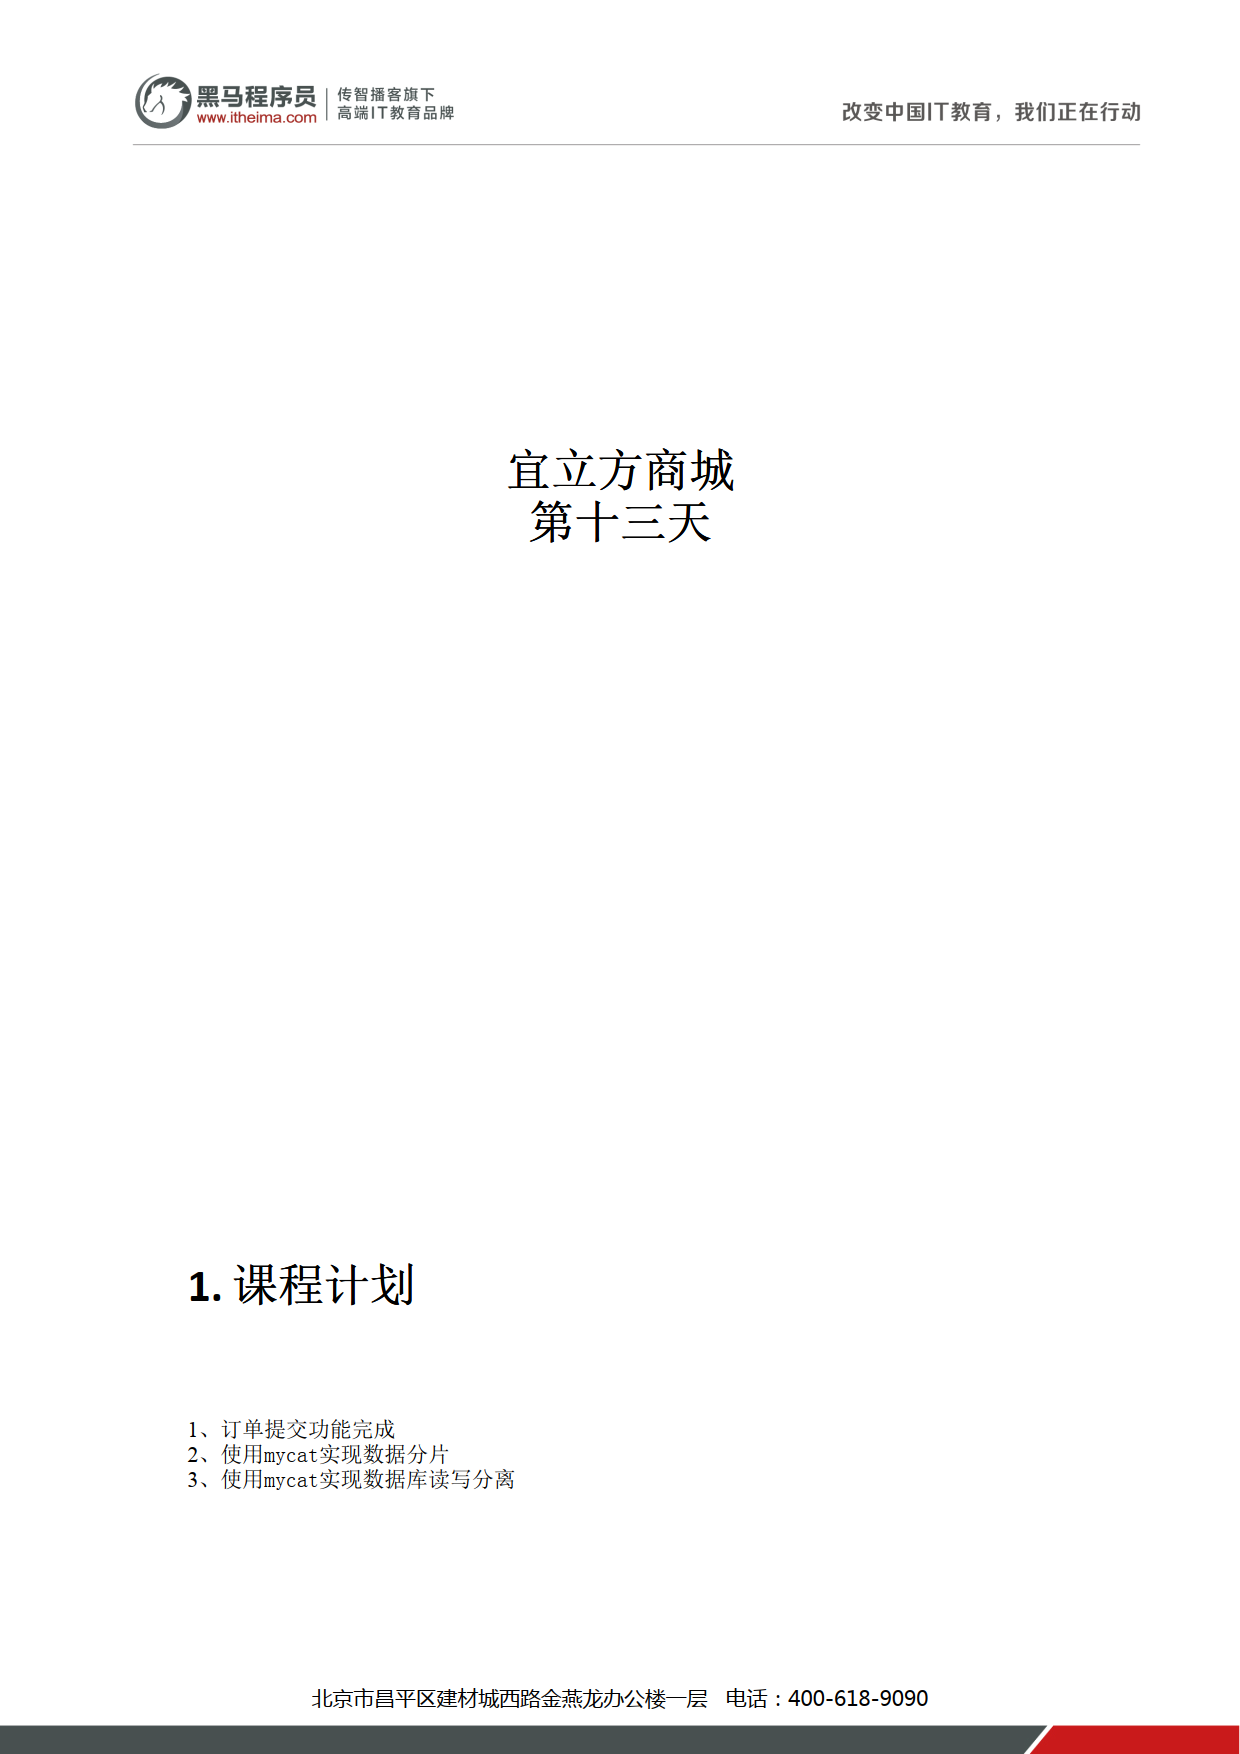 黑马程序员
www.itheima.com
传智播客旗下
高端IT教育品牌
改变中国IT教育，我们正在行动
宜立方商城
第十三天
1. 课程计划
1、订单提交功能完成
2、使用mycat实现数据分片
3、使用mycat实现数据库读写分离
北京市昌平区建材城西路金燕龙办公楼一层 电话：400-618-9090